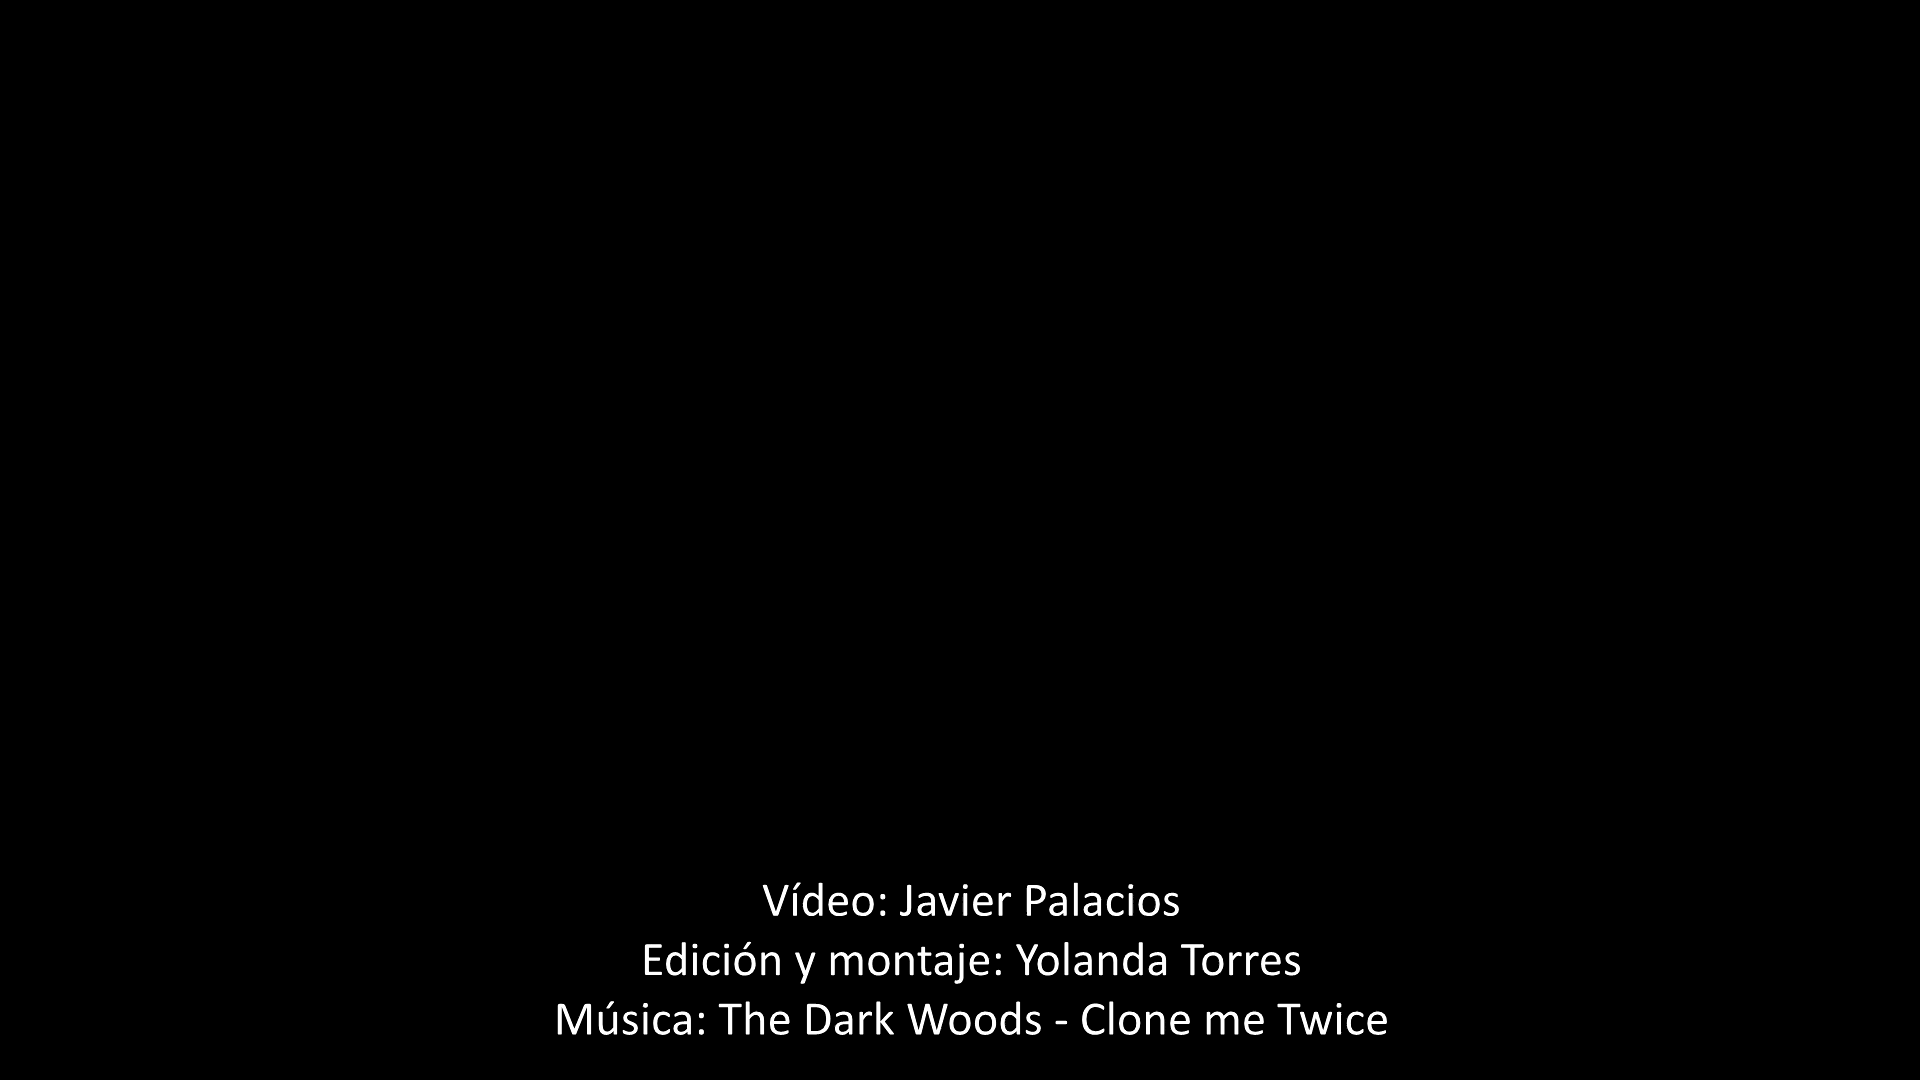 Vídeo: Javier Palacios
Edición y montaje: Yolanda Torres
Música: The Dark Woods - Clone me Twice